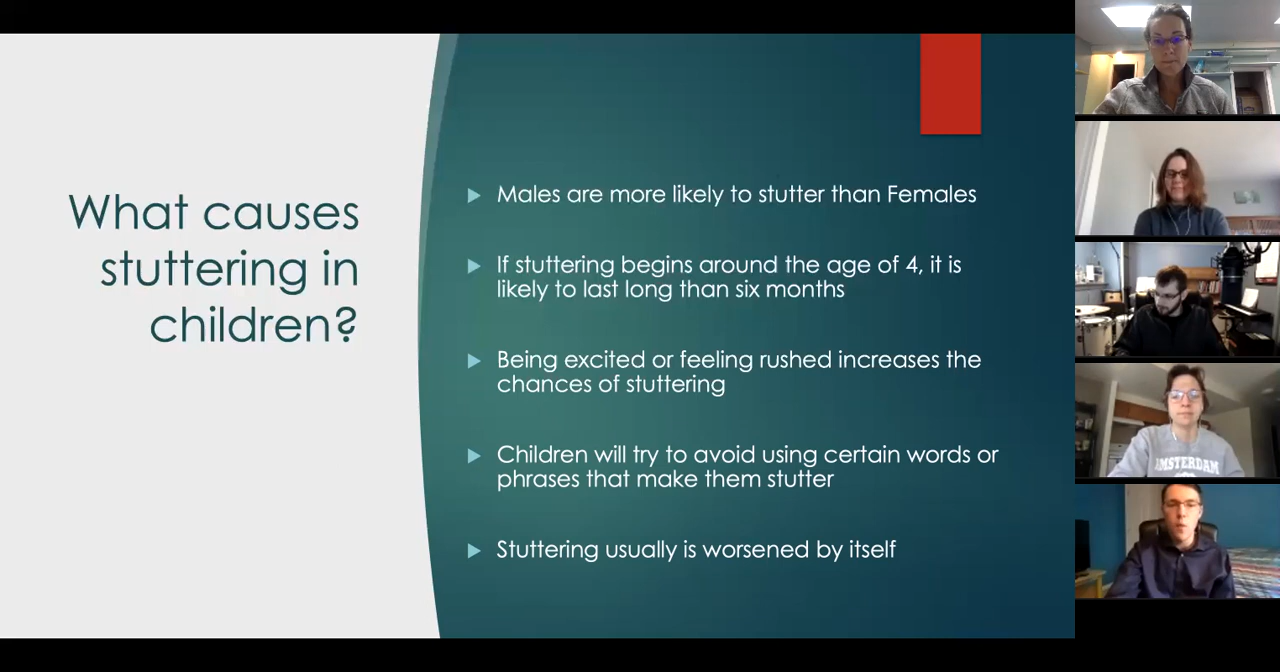 What causes
stuttering in
children?
Males are more likely to stutter than Females
If stuttering begins around the age of 4, it is
likely to last long than six months
Being excited or feeling rushed increases the
chances of stuttering
Children will try to avoid using certain words or
phrases that make them stutter
Stuttering usually is worsened by itself
AMSTERDAM